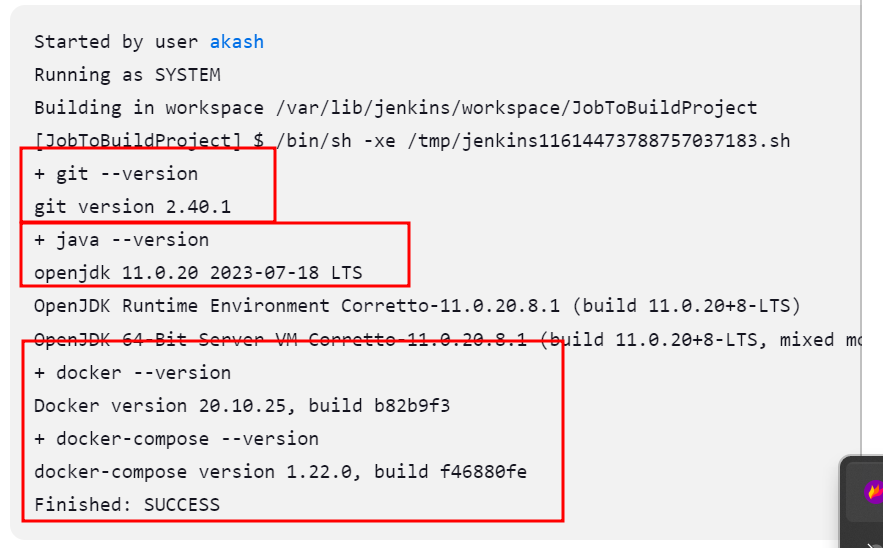 Started by user akash
Running as SYSTEM
Building in workspace /var/lib/jenkins/workspace/JobToBuildProject
[JobToBuildProject] $ /bin/sh -xe /tmp/jenkins11614473788757037183.sh
+ git --version
git version 2.40.1
+ java --version
openjdk 11.0.20 2023-07-18 LTS
OpenJDK Runtime Environment Corretto-11.0.20.8.1 (build 11.0.20+8-LTS)
OpenJDK 64-Bit Server VM Corretto-11.0.20.8.1 (build 11.0.20+8-LTS, mixed
+ docker --version
Docker version 20.10.25, build b82b9f3
+ docker-compose --version
docker-compose version 1.22.0, build f46880fe
Finished: SUCCESS